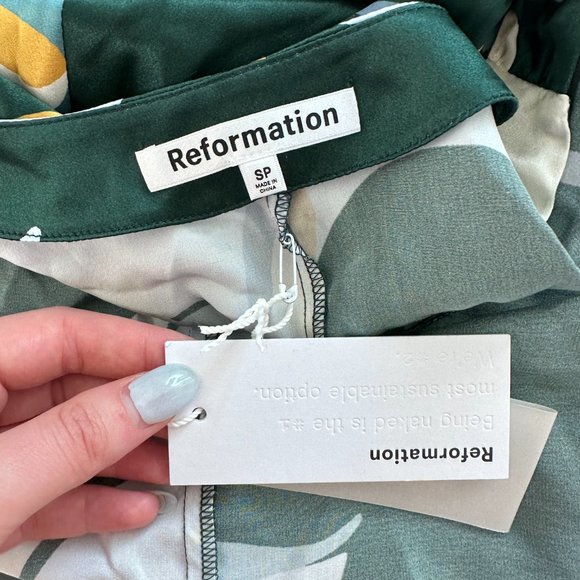 Reformation
SP
MADE IN
CHINA
Reformation
Being naked is the #1
most sustainable option.
We're #2.